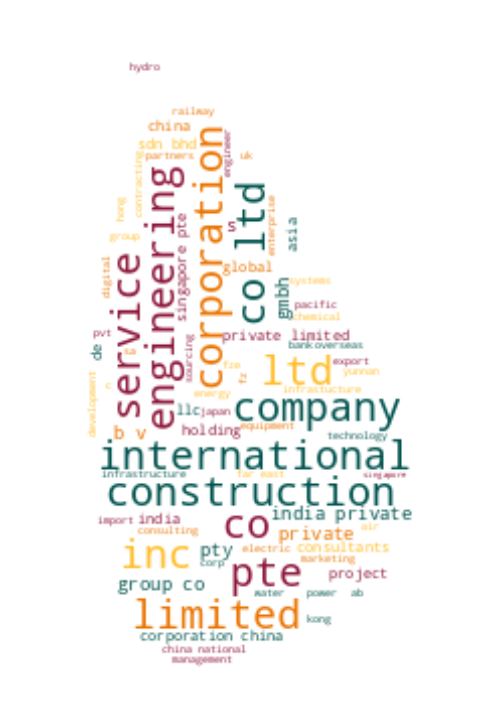 hydro
railway
china
sdn bhd
partners
uk
engineer
contracting
corporation
engineering
co ltd
hong
singapore pte
s
enterprise
asia
group
service
global
digital
gmbh
systems
pacific
chemical
pvt
private limited
de
sourcing
bank overseas
ta
ltd
export
fze
yunnan
development
n
fz
energy
infrastucture
llc
japan
company
b v
holding
equipment
technology
international
infrastructure
far east
singapore
construction
import
india
co
india private
consulting
private
air
inc
pty
electric
consultants
corp
marketing
pte
project
group co
water
power
ab
limited
kong
corporation china
china national
management